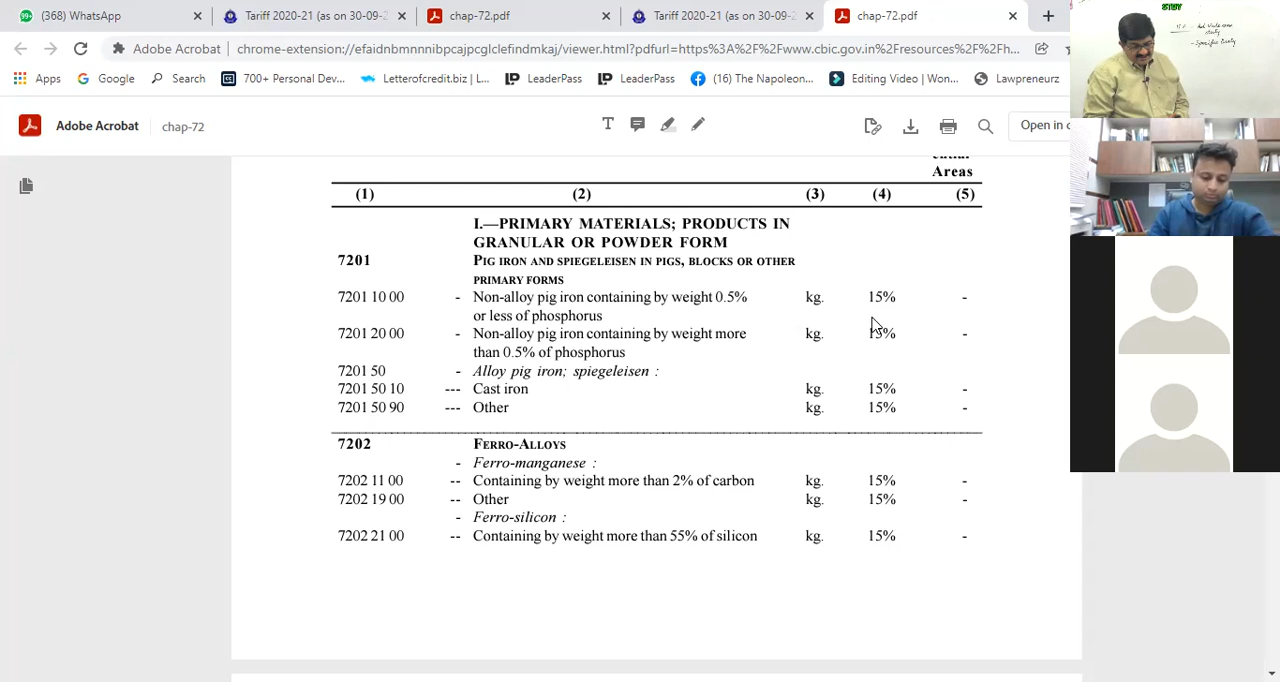 (368) WhatsApp
Tariff 2020-21 (as on 30-09-2
chap-72.pdf
Tariff 2020-21 (as on 30-09-2
chap-72.pdf
Adobe Acrobat | chrome-extension://efaidnbmnnnibpcajpcglclefindmkaj/viewer.html?pdfurl=https%3A%2F%2Fwww.cbic.gov.in%2Fresources%2F%2Fh...
Apps Google Search 700+ Personal Dev... Letterofcredit.biz | L... LeaderPass LeaderPass (16) The Napoleon... Editing Video | Won... Lawpreneurz
Adobe Acrobat chap-72
Open in
Areas
(1) (2) (3) (4) (5)
I.—PRIMARY MATERIALS; PRODUCTS IN
GRANULAR OR POWDER FORM
7201 PIG IRON AND SPIEGELEISEN IN PIGS, BLOCKS OR OTHER
PRIMARY FORMS
7201 10 00 - Non-alloy pig iron containing by weight 0.5% kg. 15% -
or less of phosphorus
7201 20 00 - Non-alloy pig iron containing by weight more kg. 15% -
than 0.5% of phosphorus
7201 50 - Alloy pig iron; spiegeleisen :
7201 50 10 --- Cast iron kg. 15% -
7201 50 90 --- Other kg. 15% -
7202 FERRO-ALLOYS
- Ferro-manganese :
7202 11 00 -- Containing by weight more than 2% of carbon kg. 15% -
7202 19 00 -- Other kg. 15% -
- Ferro-silicon :
7202 21 00 -- Containing by weight more than 55% of silicon kg. 15% -
- Specific Duty